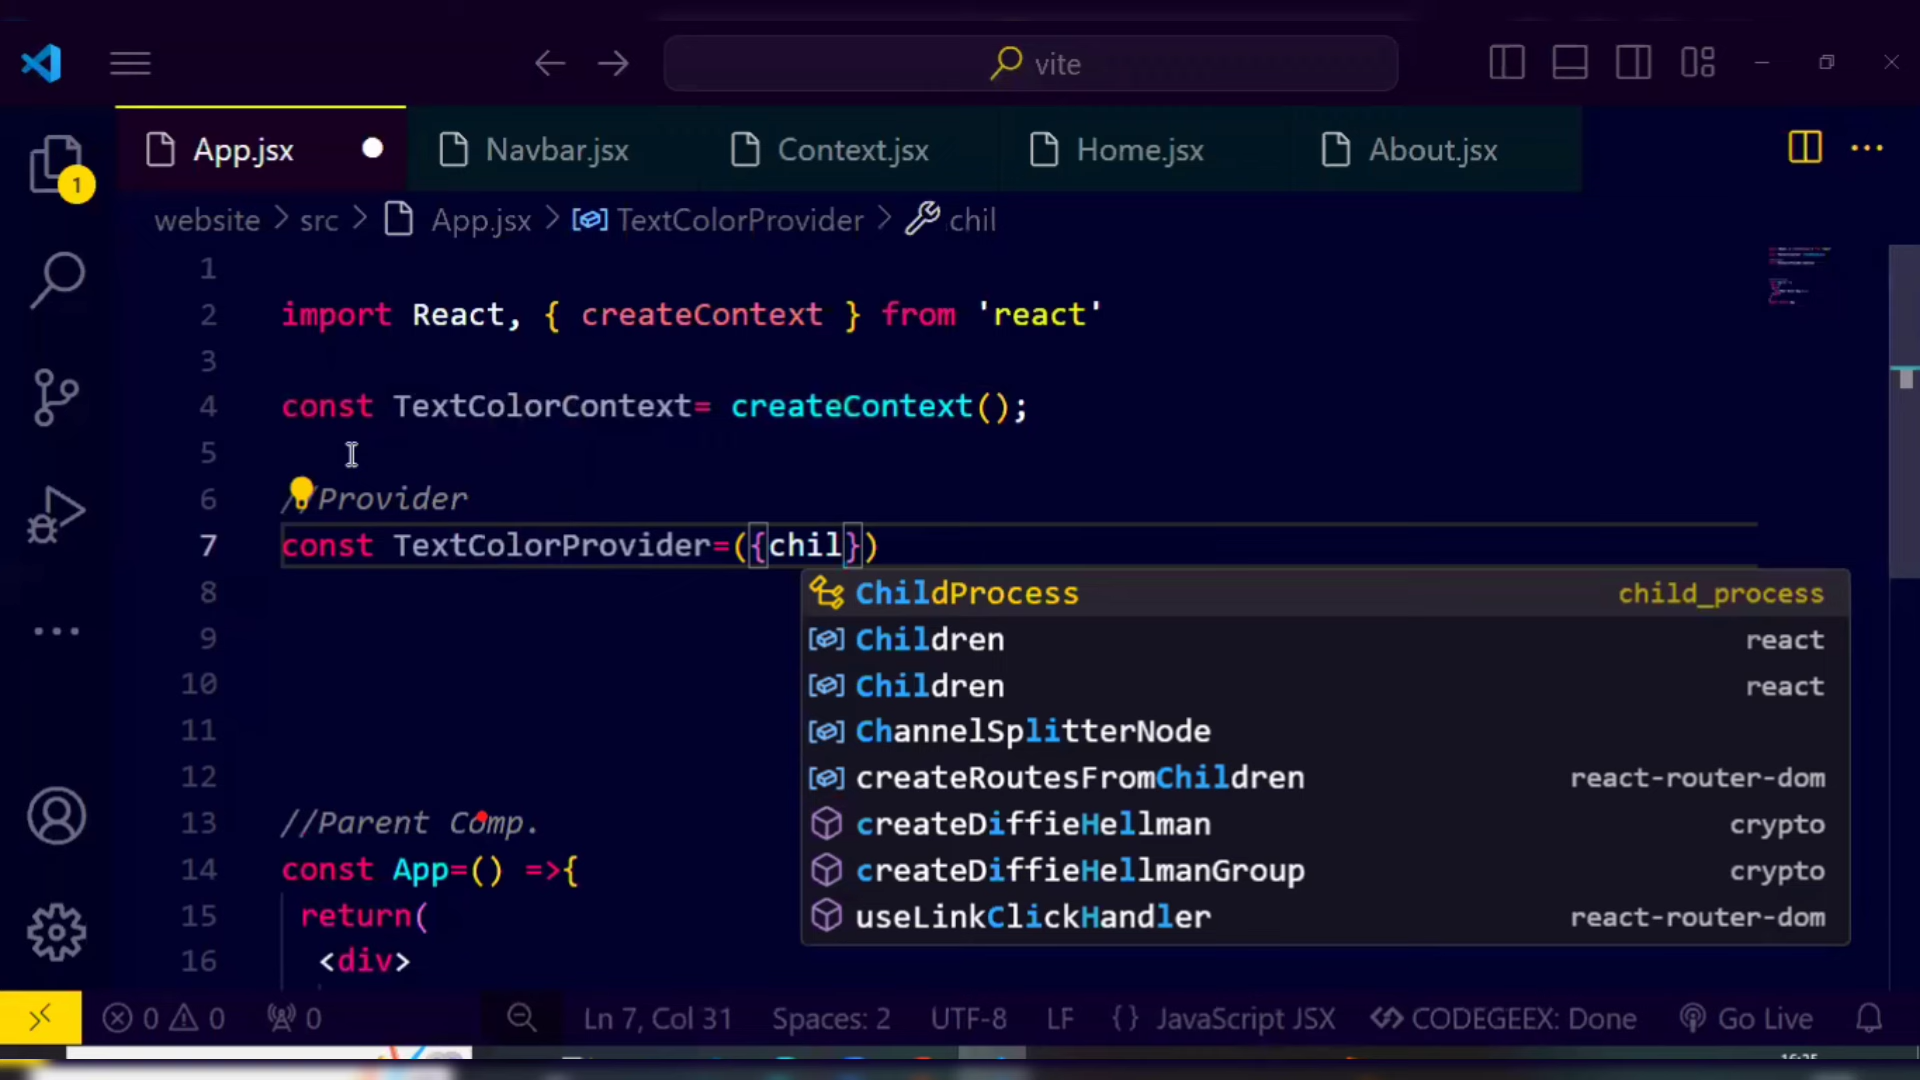 vite
App.jsx
Navbar.jsx
Context.jsx
Home.jsx
About.jsx
1
website > src > App.jsx > TextColorProvider > chil
1
2 import React, { createContext } from 'react'
3
4 const TextColorContext= createContext();
5
6 //Provider
7 const TextColorProvider=({chil})
8
9
10
11
12
13 //Parent Comp.
14 const App=() =>{
15 return(
16 <div>
ChildProcess child_process
Children react
Children react
ChannelSplitterNode
createRoutesFromChildren react-router-dom
createDiffieHellman crypto
createDiffieHellmanGroup crypto
useLinkClickHandler react-router-dom
0 0 0 Ln 7, Col 31 Spaces: 2 UTF-8 LF {} JavaScript JSX CODEGEEX: Done Go Live